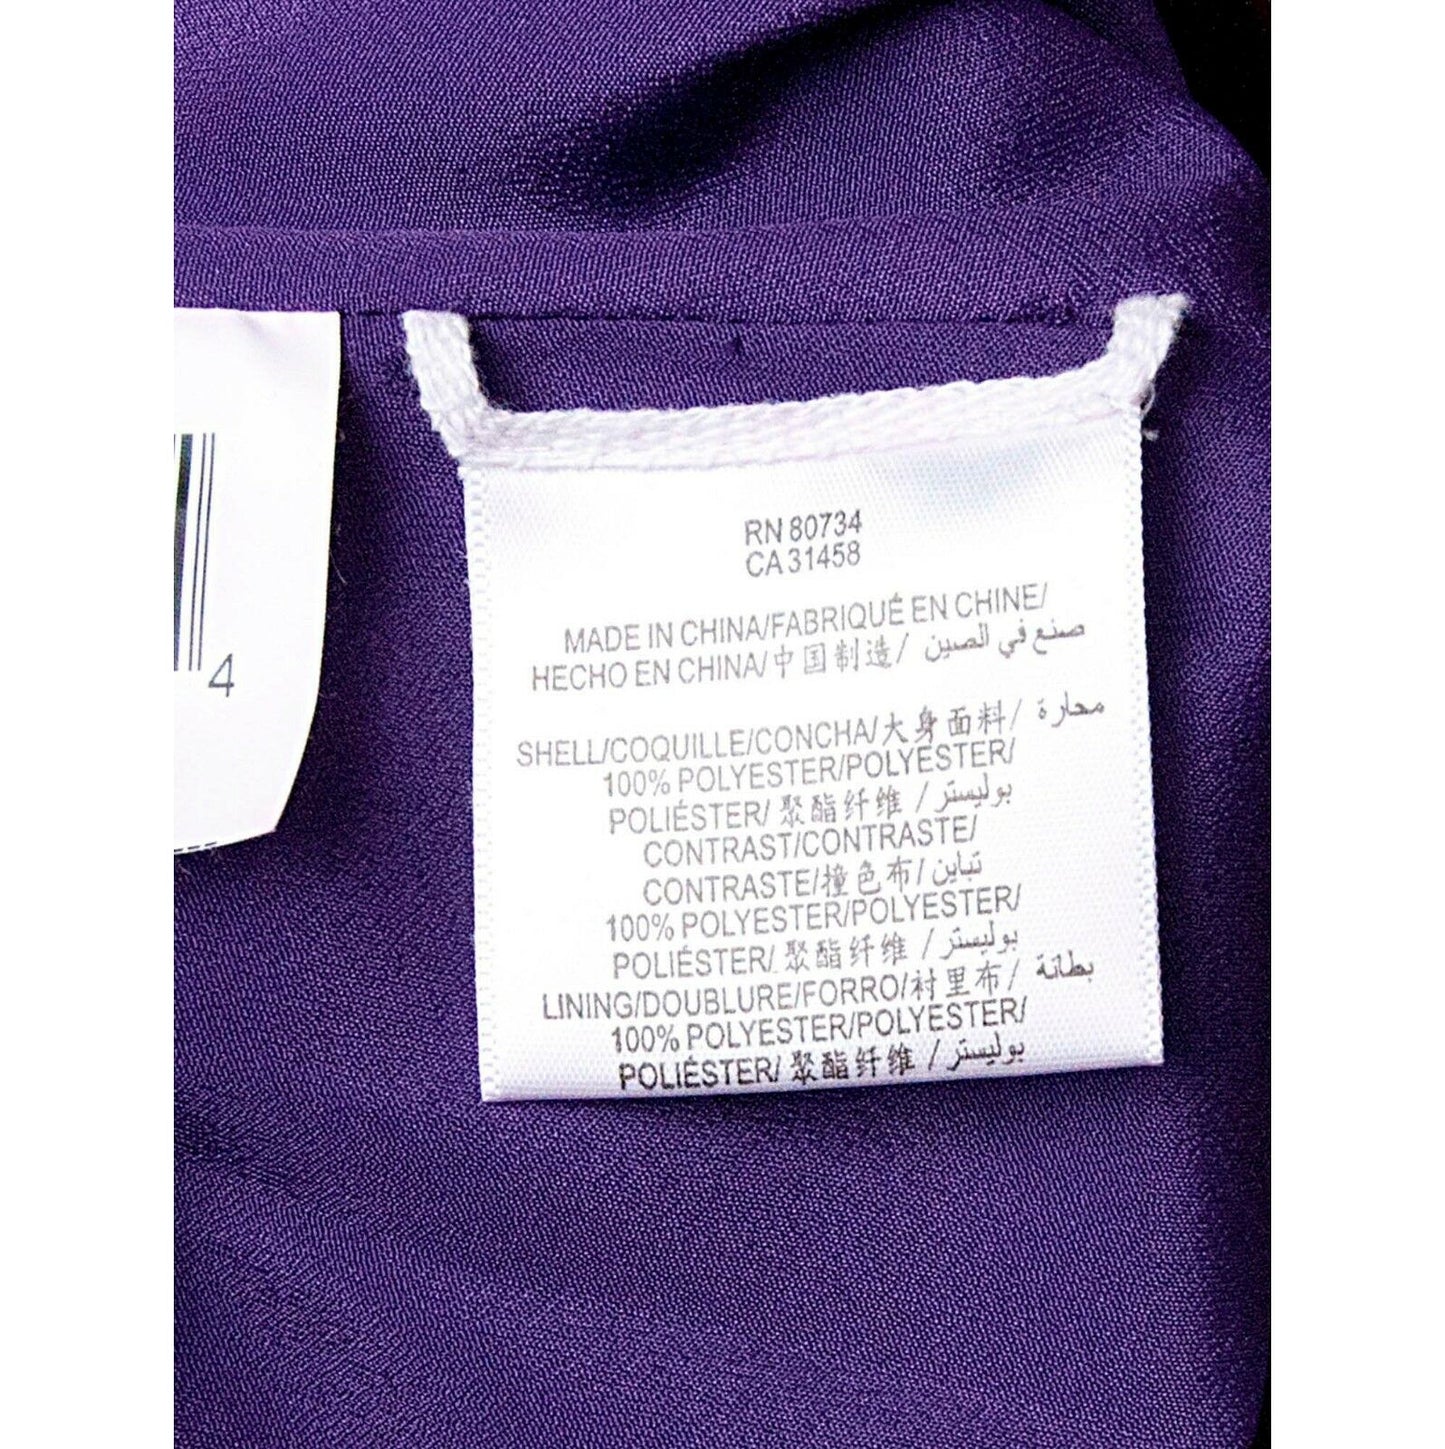 4
RN 80734
CA 31458
MADE IN CHINA/FABRIQUÉ EN CHINE/
HECHO EN CHINA/中国制造/ صنع في الصين
SHELL/COQUILLE/CONCHA/大身面料/ محارة
100% POLYESTER/POLYESTER/
POLIÉSTER/ 聚酯纤维 / بوليستر
CONTRAST/CONTRASTE/
CONTRASTE/撞色布/ تباين
100% POLYESTER/POLYESTER/
POLIÉSTER/ 聚酯纤维 / بوليستر
LINING/DOUBLURE/FORRO/衬里布/ بطانة
100% POLYESTER/POLYESTER/
POLIÉSTER/ 聚酯纤维 / بوليستر